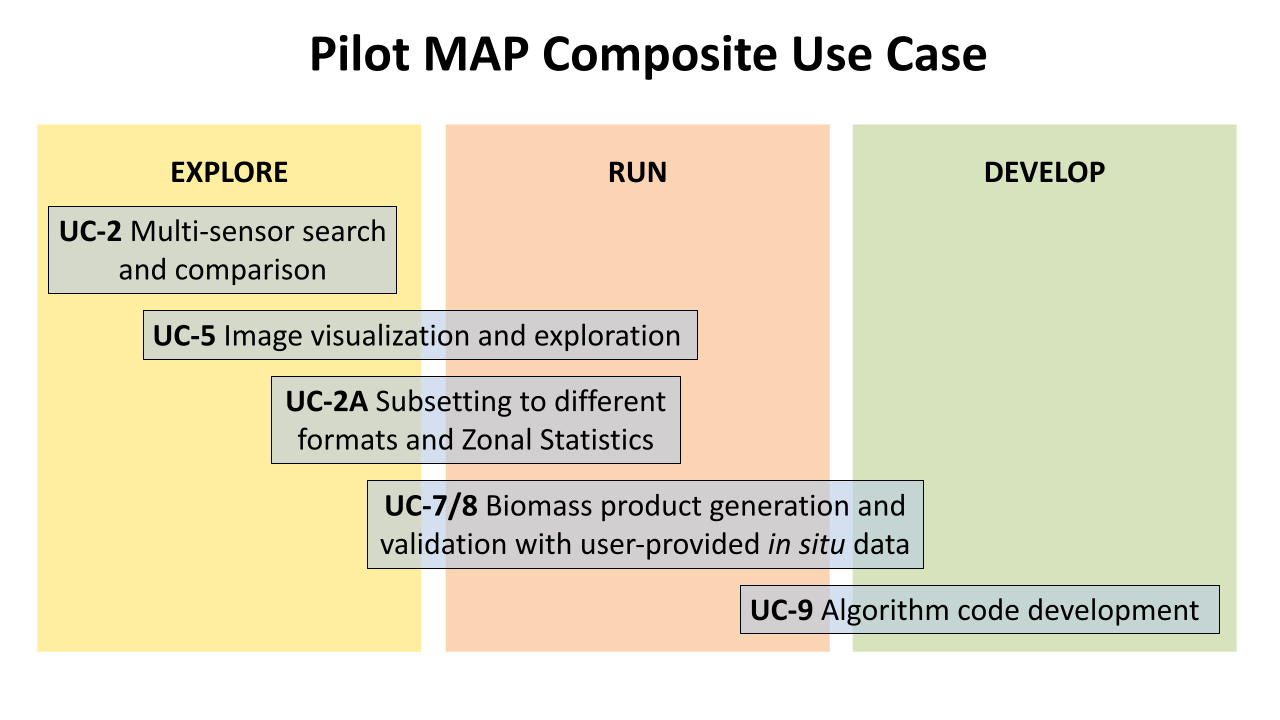 Pilot MAP Composite Use Case
EXPLORE
RUN
DEVELOP
UC-2 Multi-sensor search
and comparison
UC-5 Image visualization and exploration
UC-2A Subsetting to different
formats and Zonal Statistics
UC-7/8 Biomass product generation and
validation with user-provided in situ data
UC-9 Algorithm code development